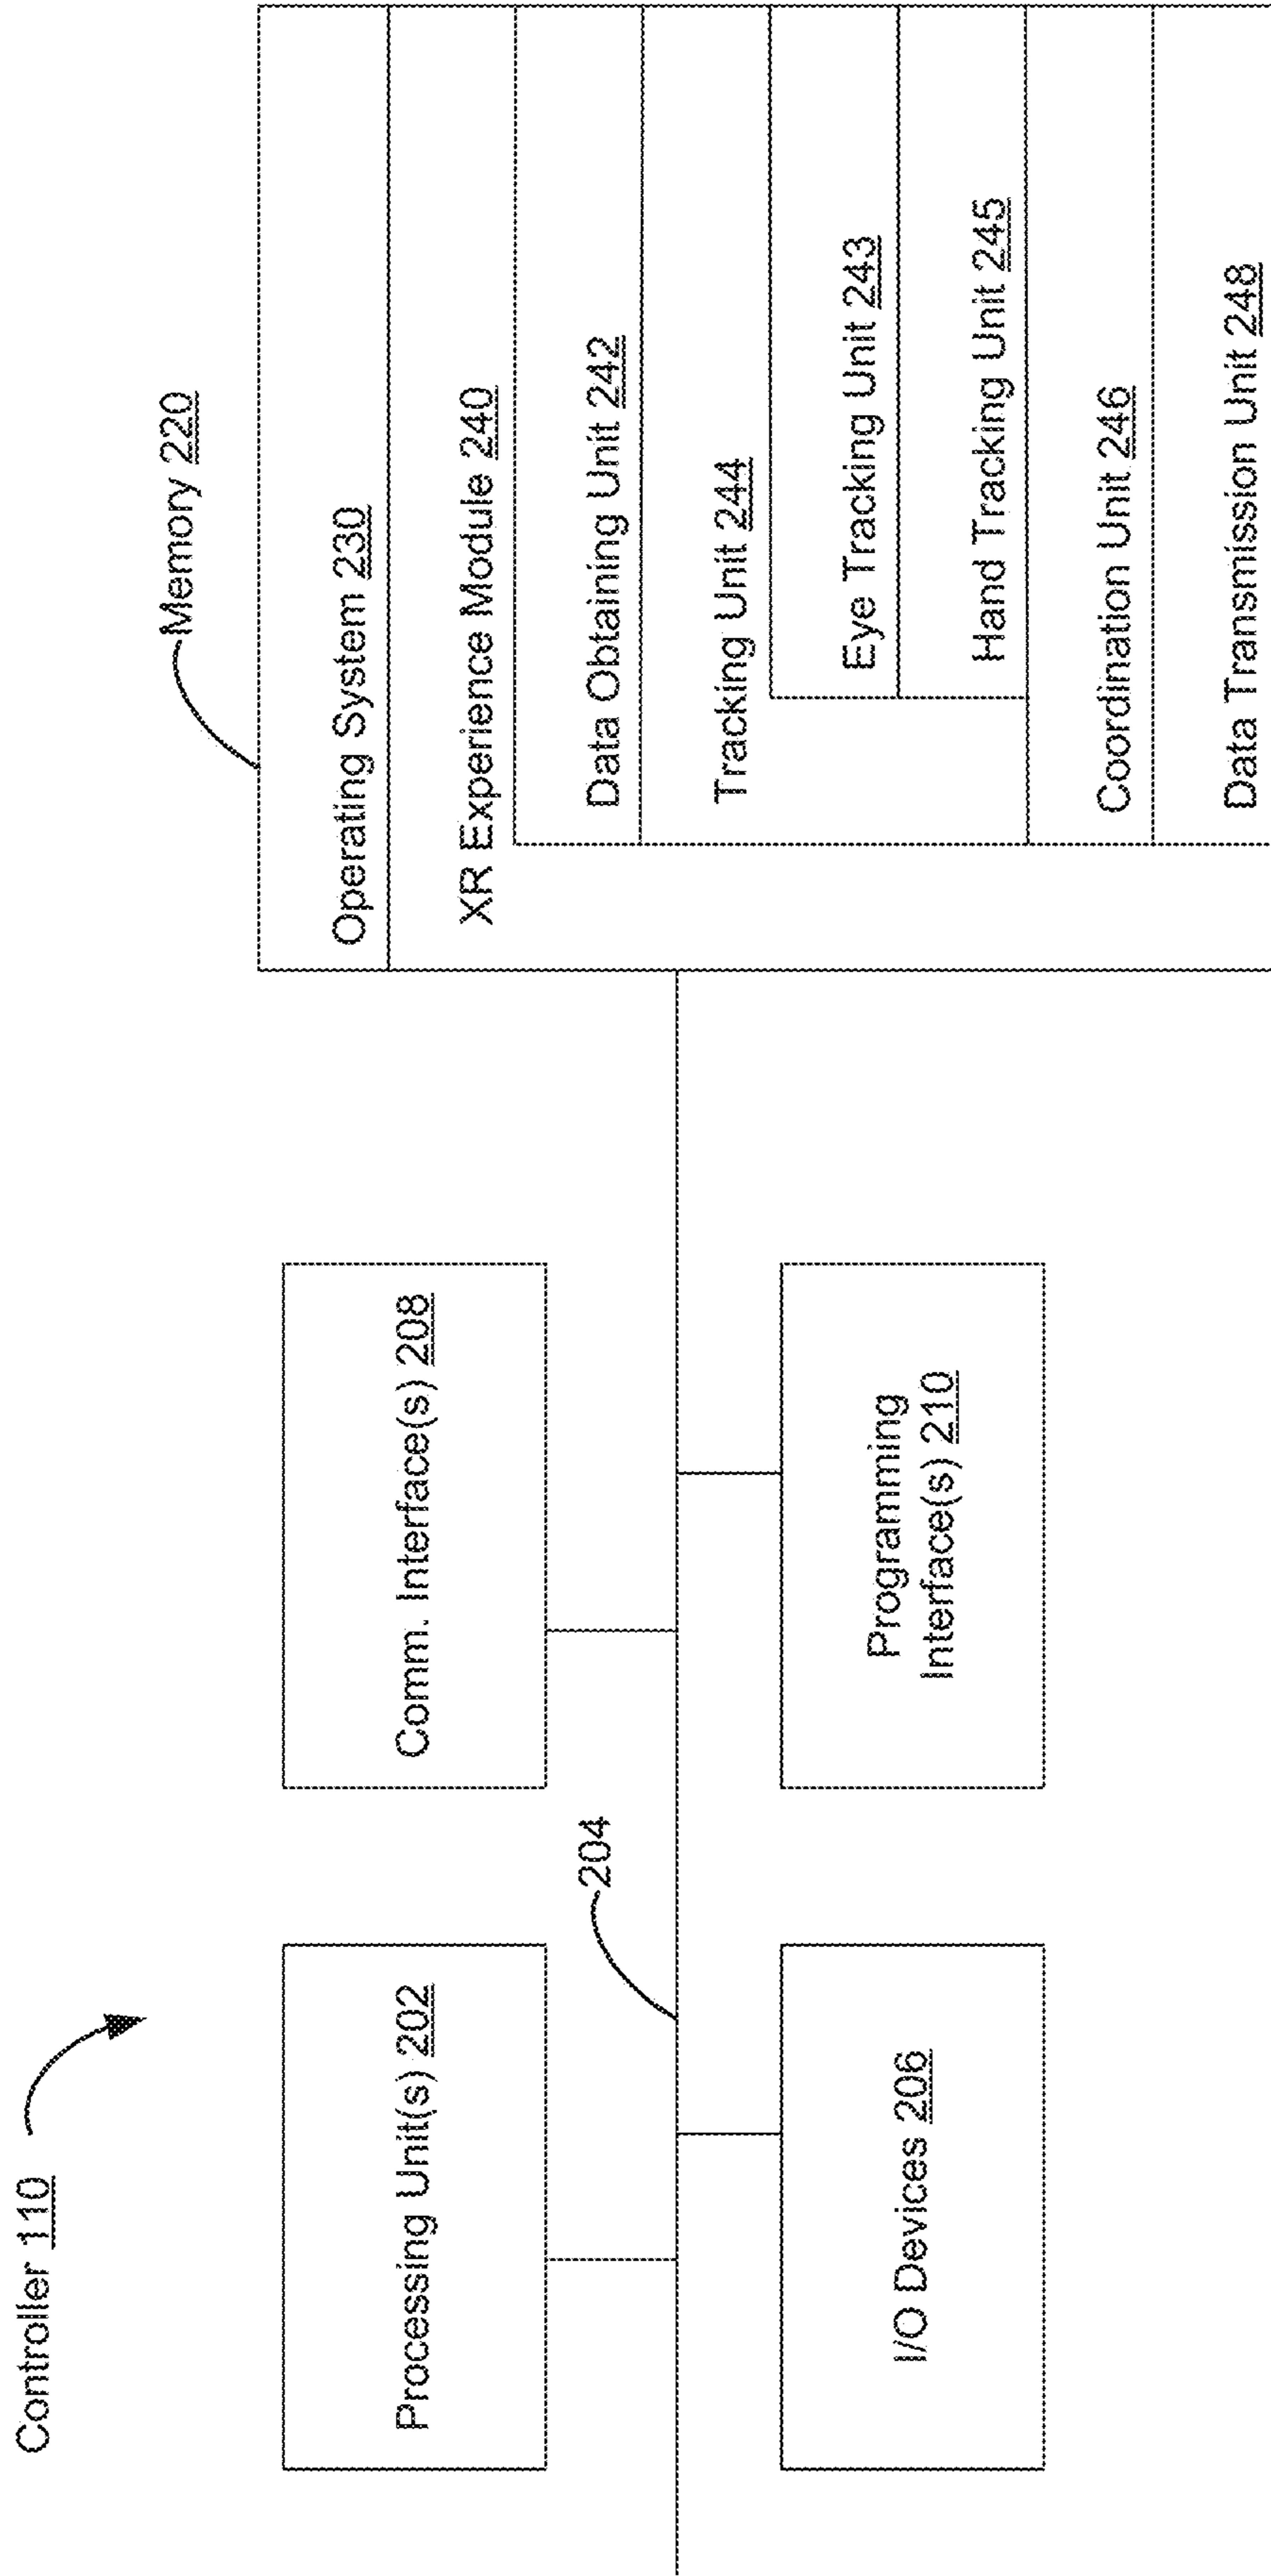 Controller 110
Processing Unit(s) 202
Comm. Interface(s) 208
204
I/O Devices 206
Programming
Interface(s) 210
Memory 220
Operating System 230
XR Experience Module 240
Data Obtaining Unit 242
Tracking Unit 244
Eye Tracking Unit 243
Hand Tracking Unit 245
Coordination Unit 246
Data Transmission Unit 248